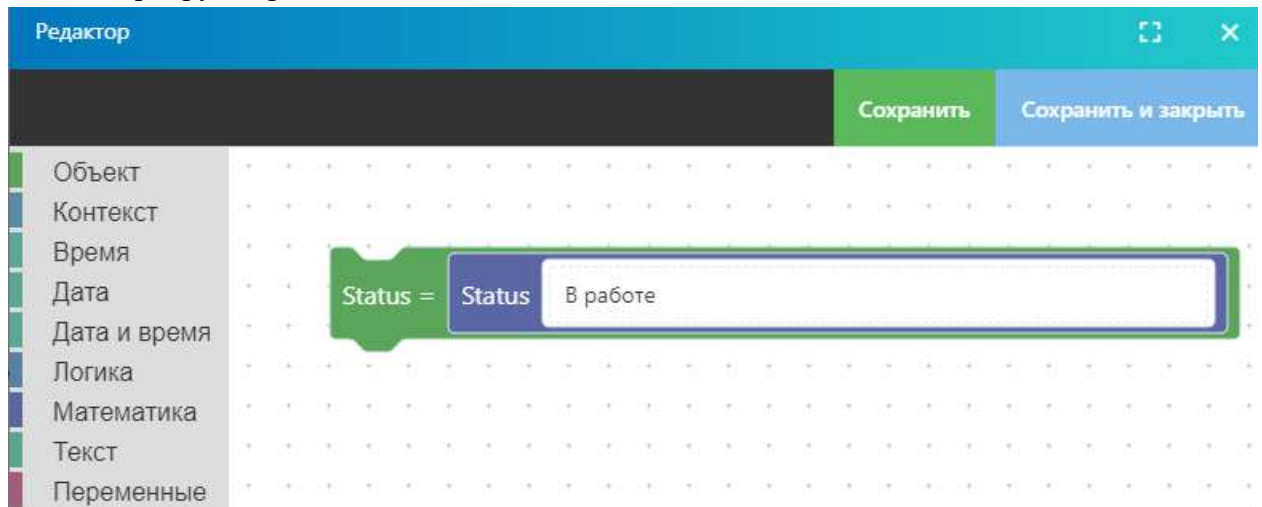 Редактор
Сохранить Сохранить и закрыть
Объект
Контекст
Время
Дата
Дата и время
Логика
Математика
Текст
Переменные
Status = Status В работе